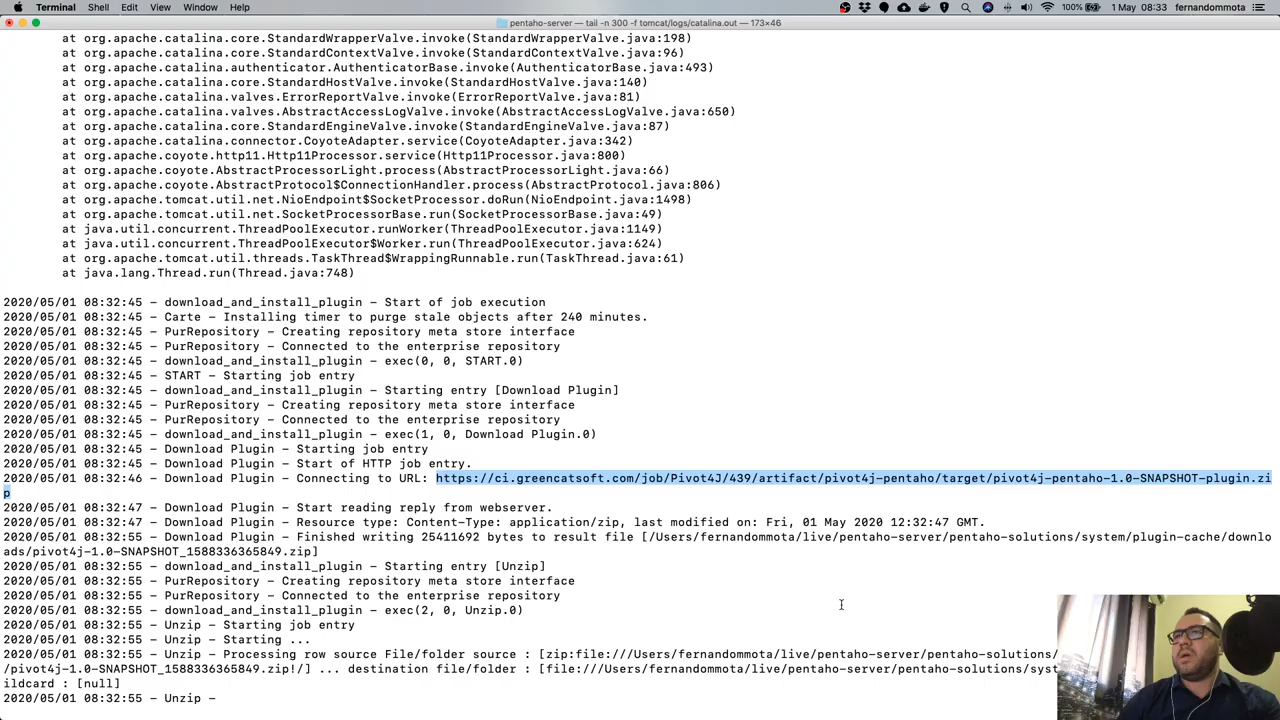 Terminal Shell Edit View Window Help 100% 1 May 08:33 fernandommota
pentaho-server — tail -n 300 -f tomcat/logs/catalina.out — 173×46
at org.apache.catalina.core.StandardWrapperValve.invoke(StandardWrapperValve.java:198)
at org.apache.catalina.core.StandardContextValve.invoke(StandardContextValve.java:96)
at org.apache.catalina.authenticator.AuthenticatorBase.invoke(AuthenticatorBase.java:493)
at org.apache.catalina.core.StandardHostValve.invoke(StandardHostValve.java:140)
at org.apache.catalina.valves.ErrorReportValve.invoke(ErrorReportValve.java:81)
at org.apache.catalina.valves.AbstractAccessLogValve.invoke(AbstractAccessLogValve.java:650)
at org.apache.catalina.core.StandardEngineValve.invoke(StandardEngineValve.java:87)
at org.apache.catalina.connector.CoyoteAdapter.service(CoyoteAdapter.java:342)
at org.apache.coyote.http11.Http11Processor.service(Http11Processor.java:800)
at org.apache.coyote.AbstractProcessorLight.process(AbstractProcessorLight.java:66)
at org.apache.coyote.AbstractProtocol$ConnectionHandler.process(AbstractProtocol.java:806)
at org.apache.tomcat.util.net.NioEndpoint$SocketProcessor.doRun(NioEndpoint.java:1498)
at org.apache.tomcat.util.net.SocketProcessorBase.run(SocketProcessorBase.java:49)
at java.util.concurrent.ThreadPoolExecutor.runWorker(ThreadPoolExecutor.java:1149)
at java.util.concurrent.ThreadPoolExecutor$Worker.run(ThreadPoolExecutor.java:624)
at org.apache.tomcat.util.threads.TaskThread$WrappingRunnable.run(TaskThread.java:61)
at java.lang.Thread.run(Thread.java:748)
2020/05/01 08:32:45 - download_and_install_plugin - Start of job execution
2020/05/01 08:32:45 - Carte - Installing timer to purge stale objects after 240 minutes.
2020/05/01 08:32:45 - PurRepository - Creating repository meta store interface
2020/05/01 08:32:45 - PurRepository - Connected to the enterprise repository
2020/05/01 08:32:45 - download_and_install_plugin - exec(0, 0, START.0)
2020/05/01 08:32:45 - START - Starting job entry
2020/05/01 08:32:45 - download_and_install_plugin - Starting entry [Download Plugin]
2020/05/01 08:32:45 - PurRepository - Creating repository meta store interface
2020/05/01 08:32:45 - PurRepository - Connected to the enterprise repository
2020/05/01 08:32:45 - download_and_install_plugin - exec(1, 0, Download Plugin.0)
2020/05/01 08:32:45 - Download Plugin - Starting job entry
2020/05/01 08:32:45 - Download Plugin - Start of HTTP job entry.
2020/05/01 08:32:46 - Download Plugin - Connecting to URL: https://ci.greencatsoft.com/job/Pivot4J/439/artifact/pivot4j-pentaho/target/pivot4j-pentaho-1.0-SNAPSHOT-plugin.zi
p
2020/05/01 08:32:47 - Download Plugin - Start reading reply from webserver.
2020/05/01 08:32:47 - Download Plugin - Resource type: Content-Type: application/zip, last modified on: Fri, 01 May 2020 12:32:47 GMT.
2020/05/01 08:32:55 - Download Plugin - Finished writing 25411692 bytes to result file [/Users/fernandommota/live/pentaho-server/pentaho-solutions/system/plugin-cache/downlo
ads/pivot4j-1.0-SNAPSHOT_1588336365849.zip]
2020/05/01 08:32:55 - download_and_install_plugin - Starting entry [Unzip]
2020/05/01 08:32:55 - PurRepository - Creating repository meta store interface
2020/05/01 08:32:55 - PurRepository - Connected to the enterprise repository
2020/05/01 08:32:55 - download_and_install_plugin - exec(2, 0, Unzip.0)
2020/05/01 08:32:55 - Unzip - Starting job entry
2020/05/01 08:32:55 - Unzip - Starting ...
2020/05/01 08:32:55 - Unzip - Processing row source File/folder source : [zip:file:///Users/fernandommota/live/pentaho-server/pentaho-solutions/
/pivot4j-1.0-SNAPSHOT_1588336365849.zip!/] ... destination file/folder : [file:///Users/fernandommota/live/pentaho-server/pentaho-solutions/syst
ildcard : [null]
2020/05/01 08:32:55 - Unzip -